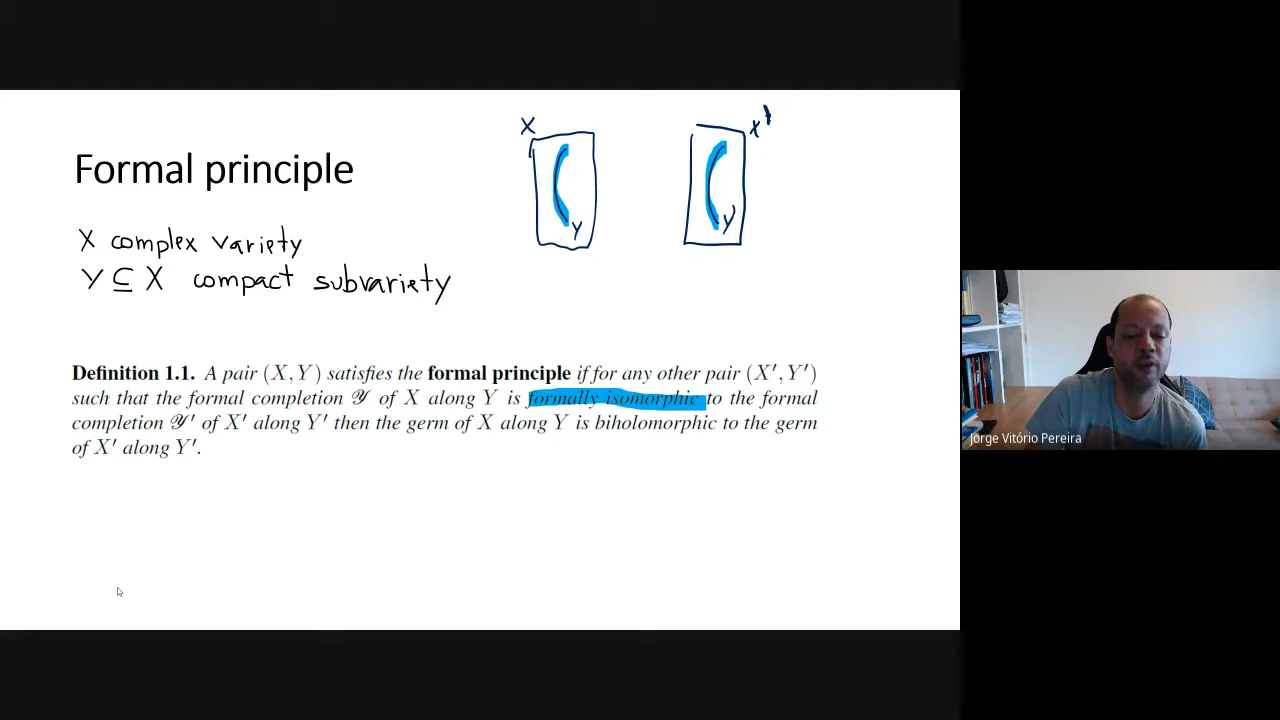 X
X'
Formal principle
Y
Y'
X complex variety
Y ⊆ X compact subvariety
Definition 1.1. A pair (X, Y) satisfies the formal principle if for any other pair (X′, Y′)
such that the formal completion 𝒴 of X along Y is formally isomorphic to the formal
completion 𝒴′ of X′ along Y′ then the germ of X along Y is biholomorphic to the germ
of X′ along Y′.
Jorge Vitório Pereira